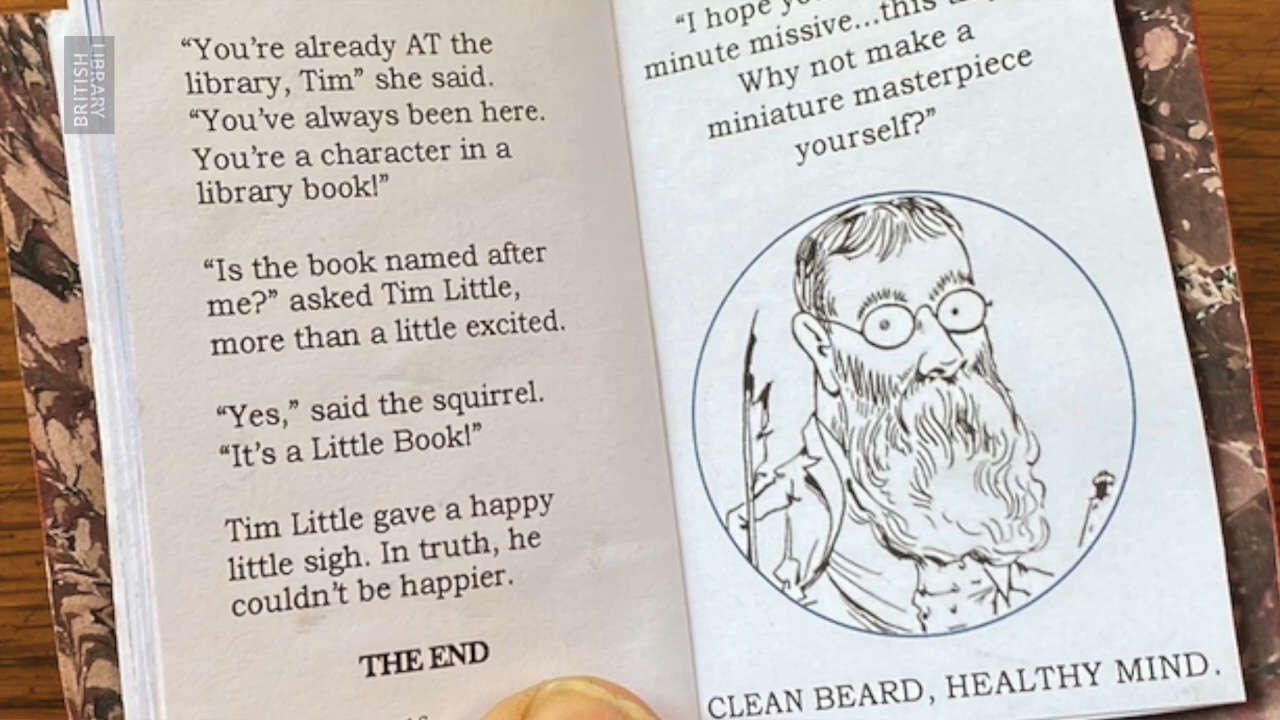 BRITISH
LIBRARY
“You’re already AT the
library, Tim” she said.
“You’ve always been here.
You’re a character in a
library book!”
“Is the book named after
me?” asked Tim Little,
more than a little excited.
“Yes,” said the squirrel.
“It’s a Little Book!”
Tim Little gave a happy
little sigh. In truth, he
couldn’t be happier.
THE END
“I hope
minute missive...this
Why not make a
miniature masterpiece
yourself?”
CLEAN BEARD, HEALTHY MIND.